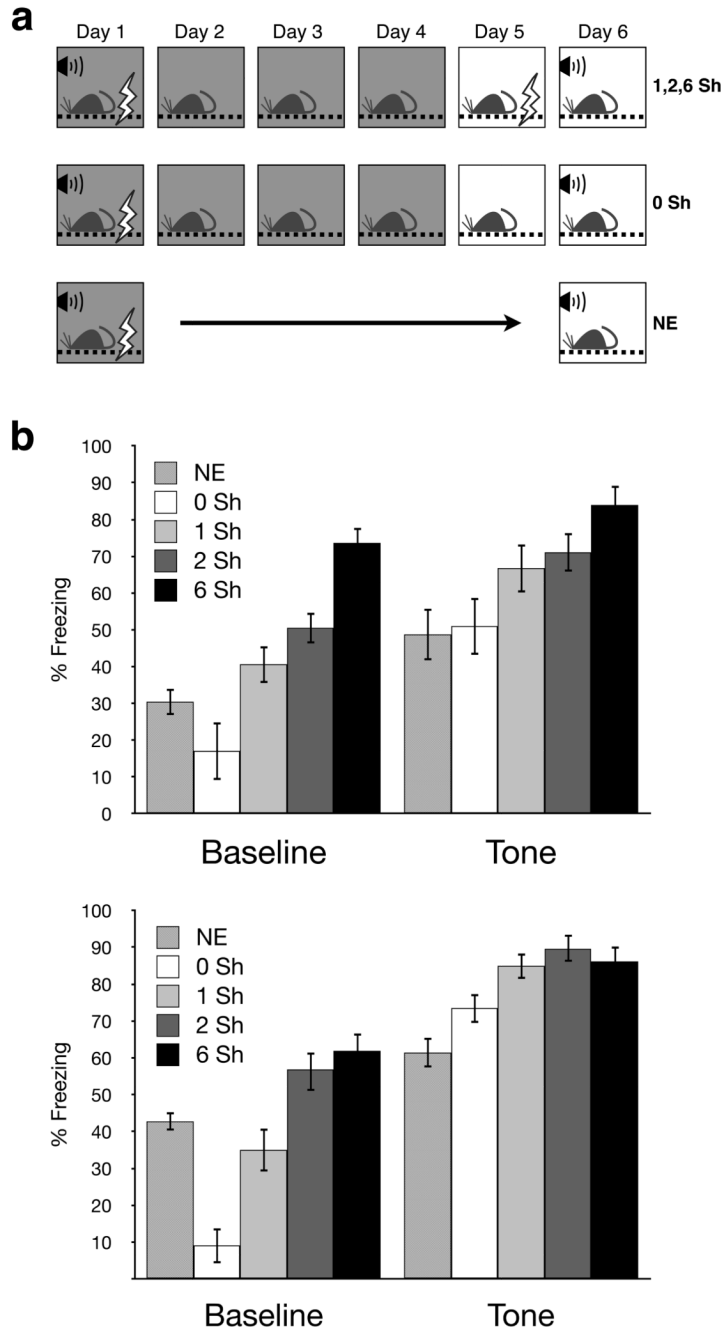 a
Day 1 Day 2 Day 3 Day 4 Day 5 Day 6
1,2,6 Sh
0 Sh
NE
b
% Freezing
100
90
80
70
60
50
40
30
20
10
0
NE
0 Sh
1 Sh
2 Sh
6 Sh
Baseline Tone
% Freezing
100
90
80
70
60
50
40
30
20
10
NE
0 Sh
1 Sh
2 Sh
6 Sh
Baseline Tone